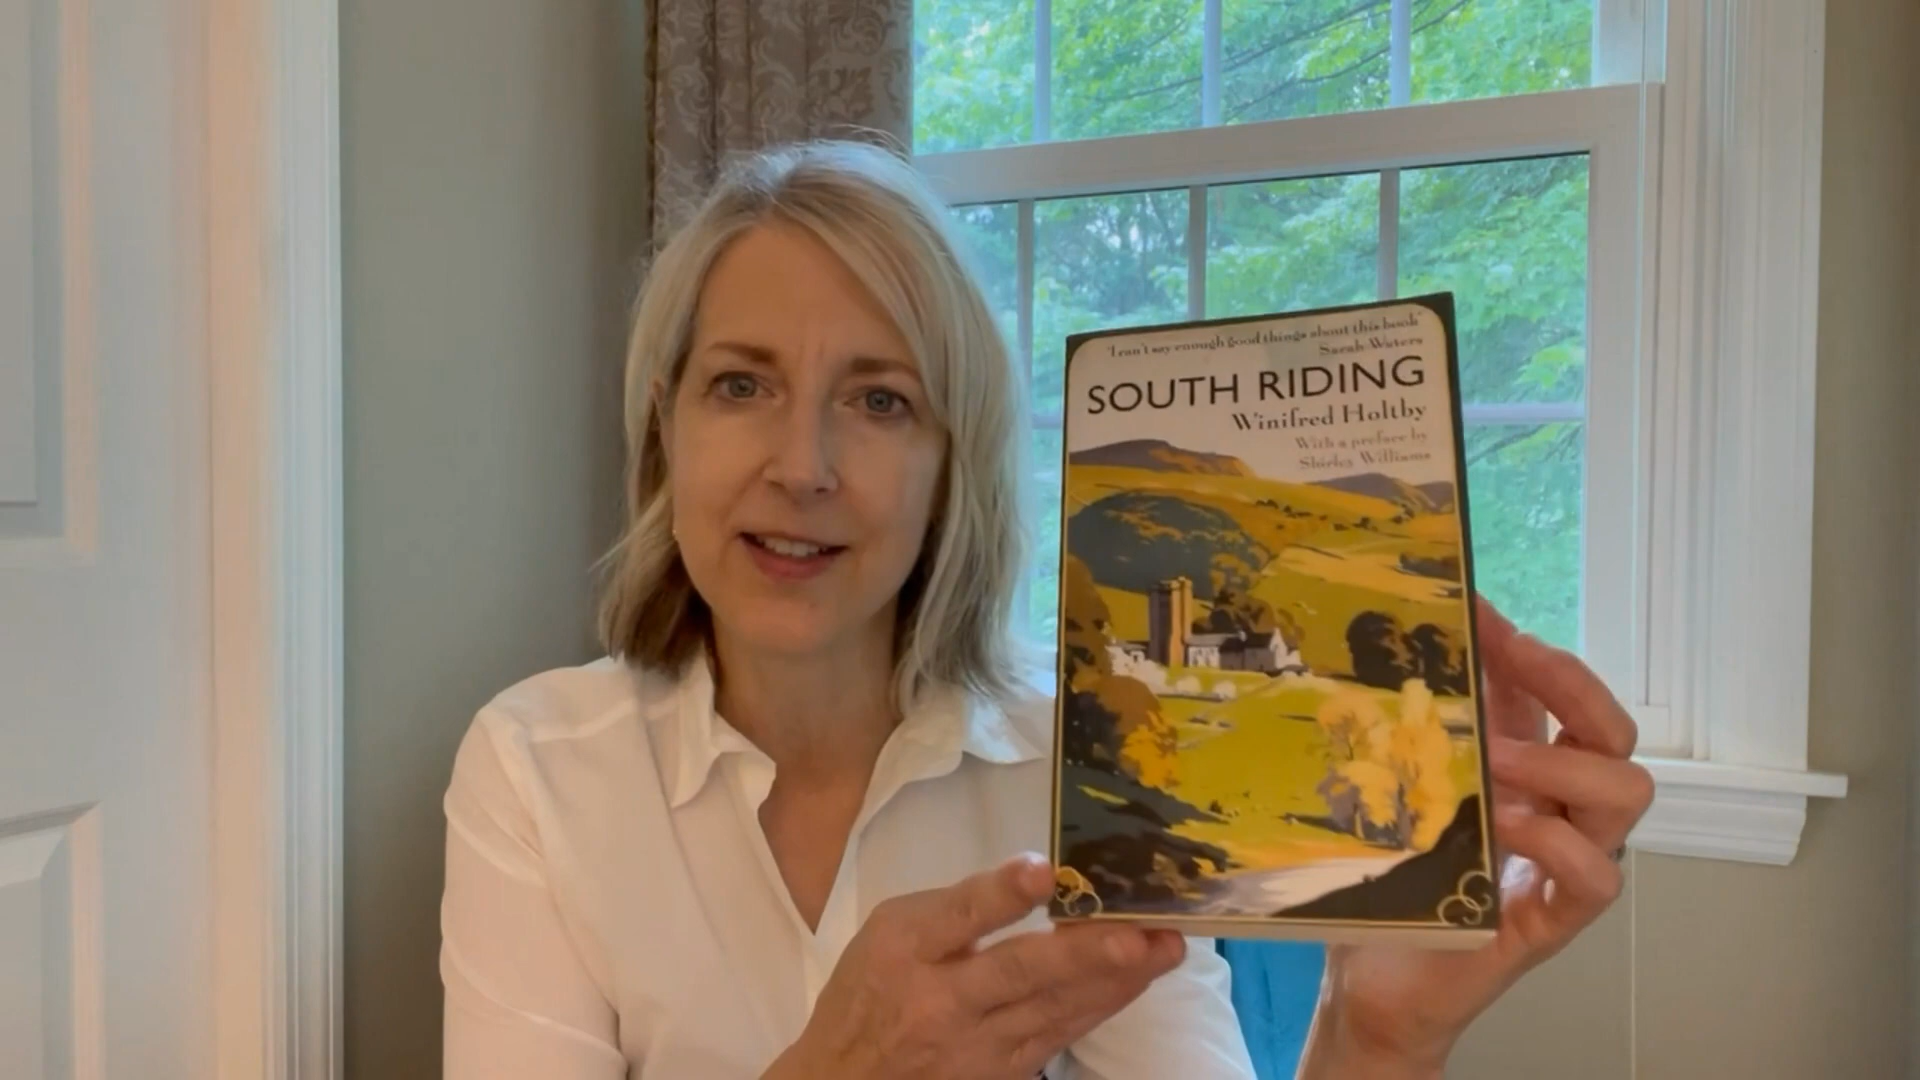 "I can't say enough good things about this book"
Sarah Waters
SOUTH RIDING
Winifred Holtby
With a preface by
Shirley Williams